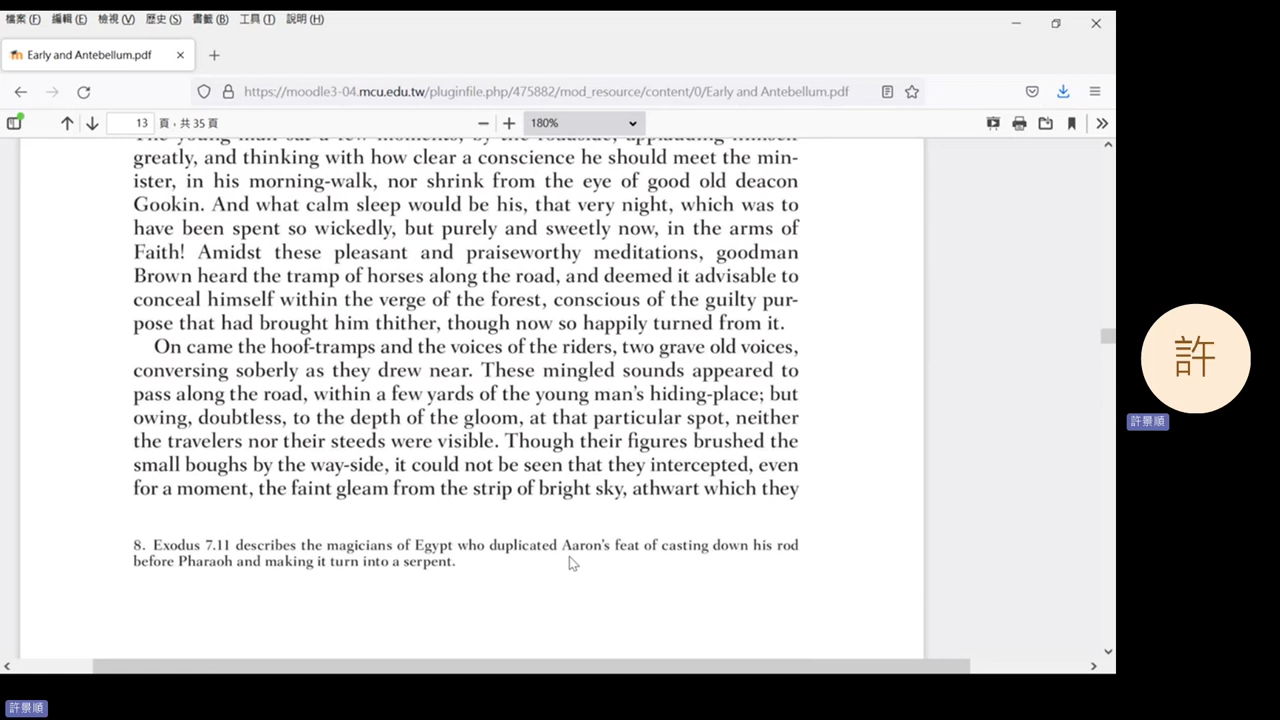 檔案(F) 編輯(E) 檢視(V) 歷史(S) 書籤(B) 工具(T) 說明(H)
Early and Antebellum.pdf
https://moodle3-04.mcu.edu.tw/pluginfile.php/475882/mod_resource/content/0/Early and Antebellum.pdf
13 頁，共 35 頁 180%
greatly, and thinking with how clear a conscience he should meet the min-
ister, in his morning-walk, nor shrink from the eye of good old deacon
Gookin. And what calm sleep would be his, that very night, which was to
have been spent so wickedly, but purely and sweetly now, in the arms of
Faith! Amidst these pleasant and praiseworthy meditations, goodman
Brown heard the tramp of horses along the road, and deemed it advisable to
conceal himself within the verge of the forest, conscious of the guilty pur-
pose that had brought him thither, though now so happily turned from it.
On came the hoof-tramps and the voices of the riders, two grave old voices,
conversing soberly as they drew near. These mingled sounds appeared to
pass along the road, within a few yards of the young man's hiding-place; but
owing, doubtless, to the depth of the gloom, at that particular spot, neither
the travelers nor their steeds were visible. Though their figures brushed the
small boughs by the way-side, it could not be seen that they intercepted, even
for a moment, the faint gleam from the strip of bright sky, athwart which they
8. Exodus 7.11 describes the magicians of Egypt who duplicated Aaron's feat of casting down his rod
before Pharaoh and making it turn into a serpent.
許
許景順
許景順